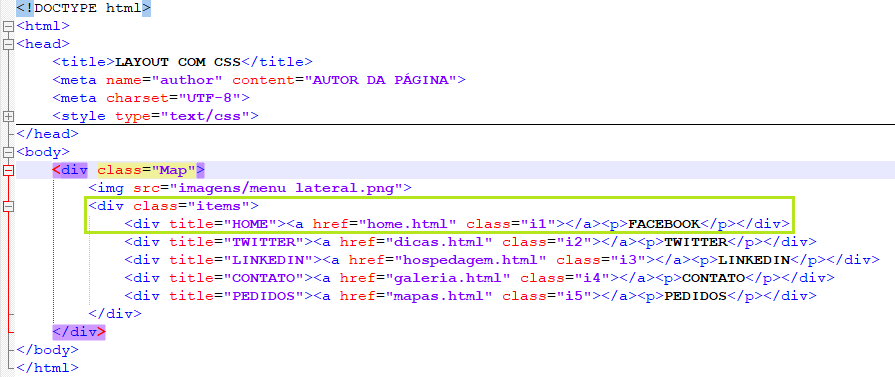 <!DOCTYPE html>
<html>
<head>
<title>LAYOUT COM CSS</title>
<meta name="author" content="AUTOR DA PÁGINA">
<meta charset="UTF-8">
<style type="text/css">
</head>
<body>
<div class="Map">
<img src="imagens/menu lateral.png">
<div class="items">
<div title="HOME"><a href="home.html" class="i1"></a><p>FACEBOOK</p></div>
<div title="TWITTER"><a href="dicas.html" class="i2"></a><p>TWITTER</p></div>
<div title="LINKEDIN"><a href="hospedagem.html" class="i3"></a><p>LINKEDIN</p></div>
<div title="CONTATO"><a href="galeria.html" class="i4"></a><p>CONTATO</p></div>
<div title="PEDIDOS"><a href="mapas.html" class="i5"></a><p>PEDIDOS</p></div>
</div>
</div>
</body>
</html>